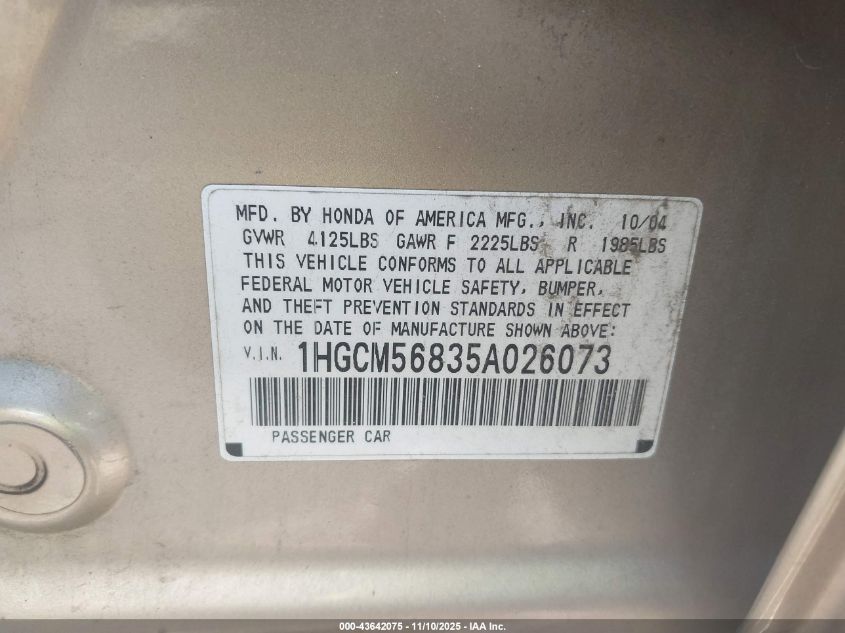 MFD. BY HONDA OF AMERICA MFG., INC. 10/04
GVWR 4125LBS GAWR F 2225LBS R 1985LBS
THIS VEHICLE CONFORMS TO ALL APPLICABLE
FEDERAL MOTOR VEHICLE SAFETY, BUMPER,
AND THEFT PREVENTION STANDARDS IN EFFECT
ON THE DATE OF MANUFACTURE SHOWN ABOVE:
V.I.N. 1HGCM56835A026073
PASSENGER CAR
000-43642075 - 11/10/2025 - IAA Inc.